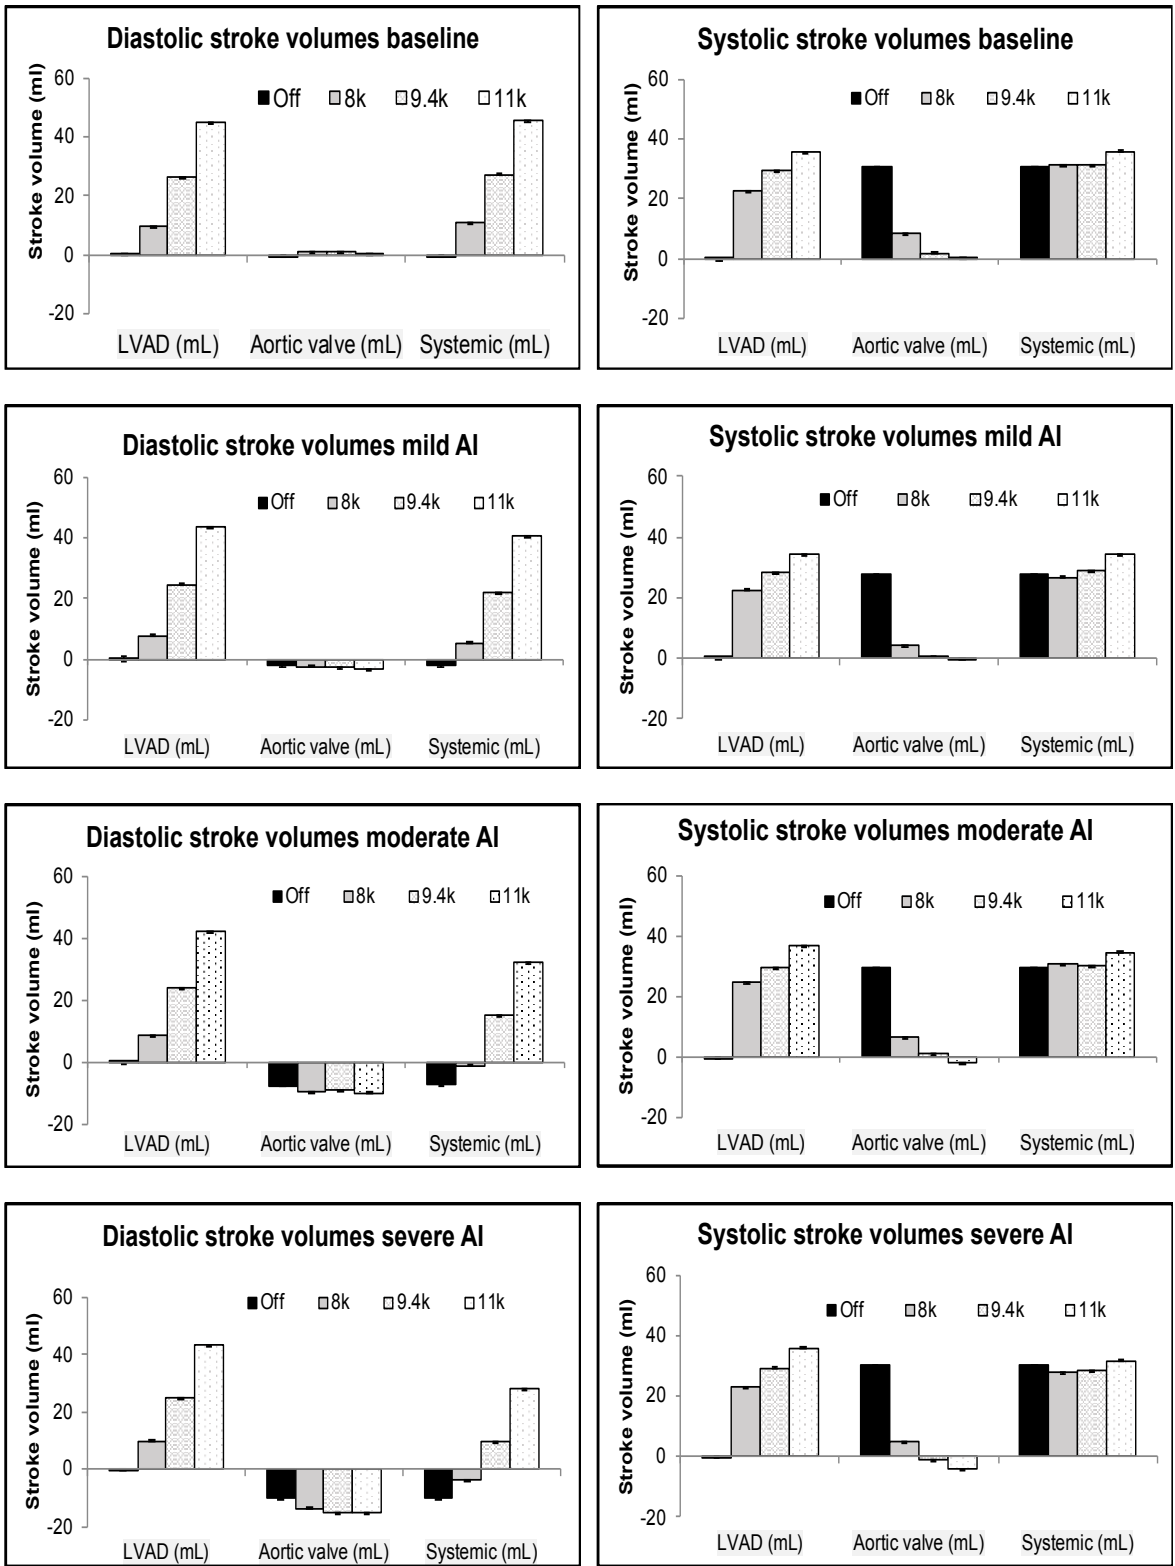 Diastolic stroke volumes baseline
Stroke volume (ml)
60
40
20
0
-20
Off 8k 9.4k 11k
LVAD (mL) Aortic valve (mL) Systemic (mL)
Systolic stroke volumes baseline
Stroke volume (ml)
60
40
20
0
-20
Off 8k 9.4k 11k
LVAD (mL) Aortic valve (mL) Systemic (mL)
Diastolic stroke volumes mild AI
Stroke volume (ml)
60
40
20
0
-20
Off 8k 9.4k 11k
LVAD (mL) Aortic valve (mL) Systemic (mL)
Systolic stroke volumes mild AI
Stroke volume (ml)
60
40
20
0
-20
Off 8k 9.4k 11k
LVAD (mL) Aortic valve (mL) Systemic (mL)
Diastolic stroke volumes moderate AI
Stroke volume (ml)
60
40
20
0
-20
Off 8k 9.4k 11k
LVAD (mL) Aortic valve (mL) Systemic (mL)
Systolic stroke volumes moderate AI
Stroke volume (ml)
60
40
20
0
-20
Off 8k 9.4k 11k
LVAD (mL) Aortic valve (mL) Systemic (mL)
Diastolic stroke volumes severe AI
Stroke volume (ml)
60
40
20
0
-20
Off 8k 9.4k 11k
LVAD (mL) Aortic valve (mL) Systemic (mL)
Systolic stroke volumes severe AI
Stroke volume (ml)
60
40
20
0
-20
Off 8k 9.4k 11k
LVAD (mL) Aortic valve (mL) Systemic (mL)